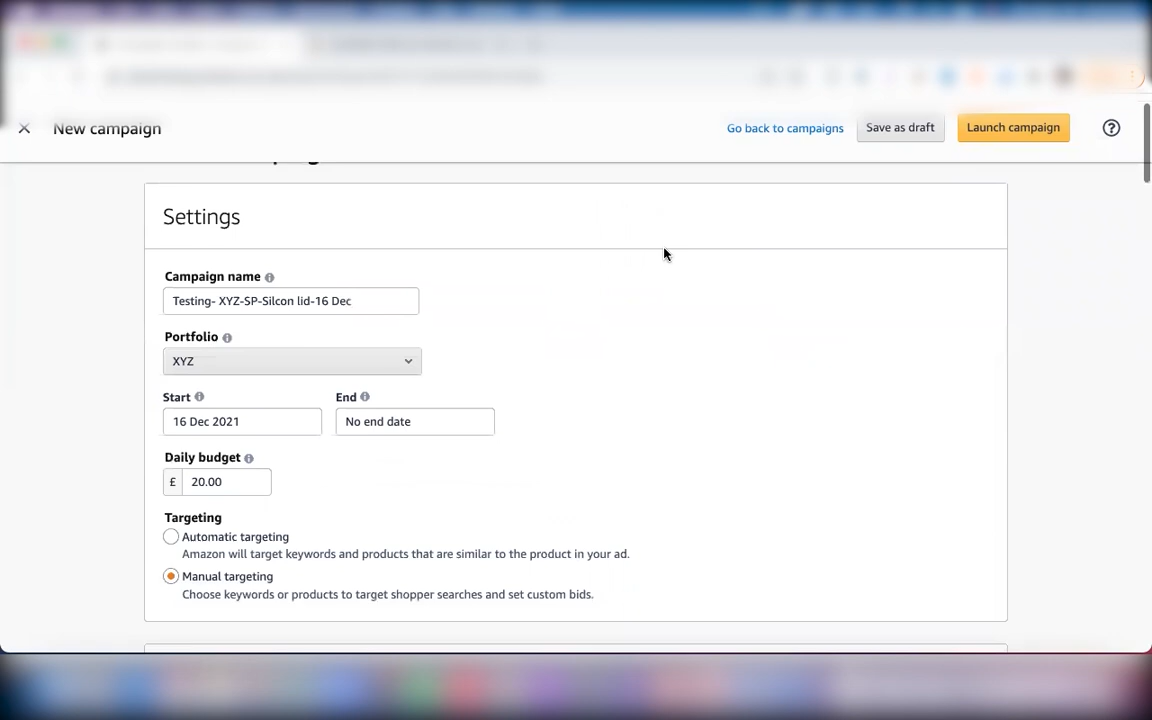 New campaign
Go back to campaigns
Save as draft
Launch campaign
Settings
Campaign name
Testing- XYZ-SP-Silcon lid-16 Dec
Portfolio
XYZ
Start
End
16 Dec 2021
No end date
Daily budget
£ 20.00
Targeting
Automatic targeting
Amazon will target keywords and products that are similar to the product in your ad.
Manual targeting
Choose keywords or products to target shopper searches and set custom bids.